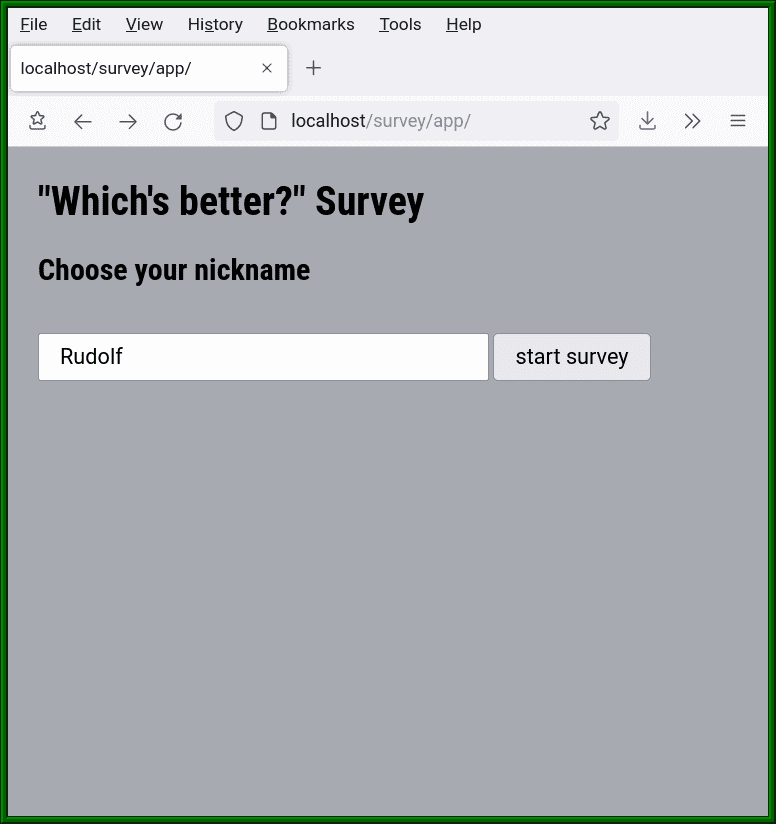 File Edit View History Bookmarks Tools Help
localhost/survey/app/
localhost/survey/app/
"Which's better?" Survey
Choose your nickname
Rudolf start survey